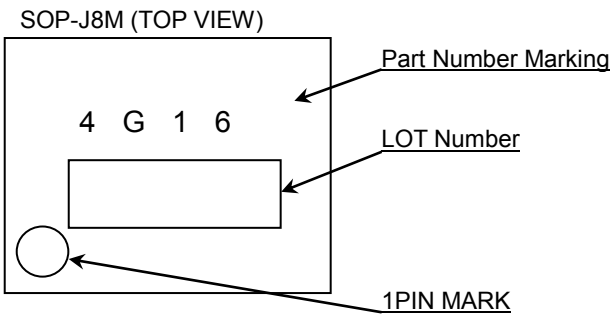 SOP-J8M (TOP VIEW)
Part Number Marking
4 G 1 6
LOT Number
1PIN MARK